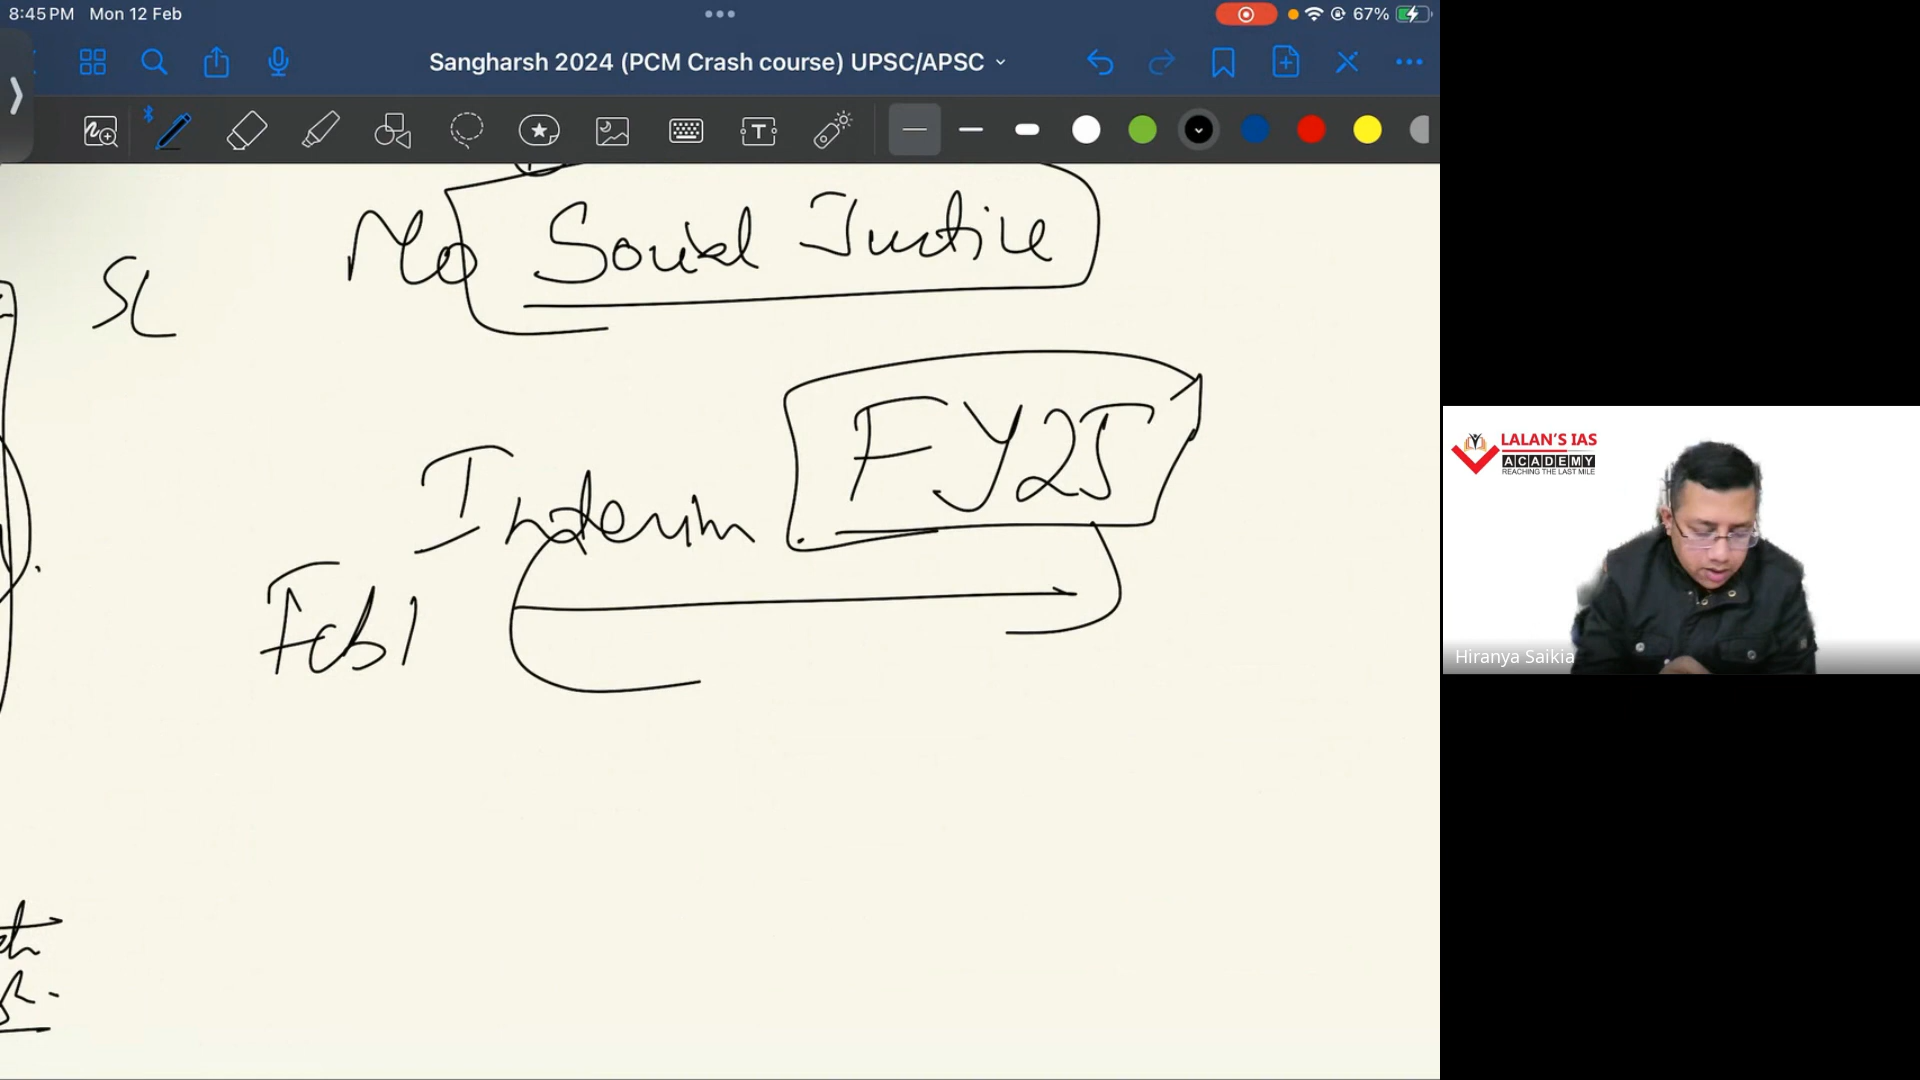 8:45 PM Mon 12 Feb
67%
Sangharsh 2024 (PCM Crash course) UPSC/APSC
T
No Social Justice
SC
FY25
Interim
Feb 1
LALAN'S IAS
ACADEMY
REACHING THE LAST MILE
Hiranya Saikia